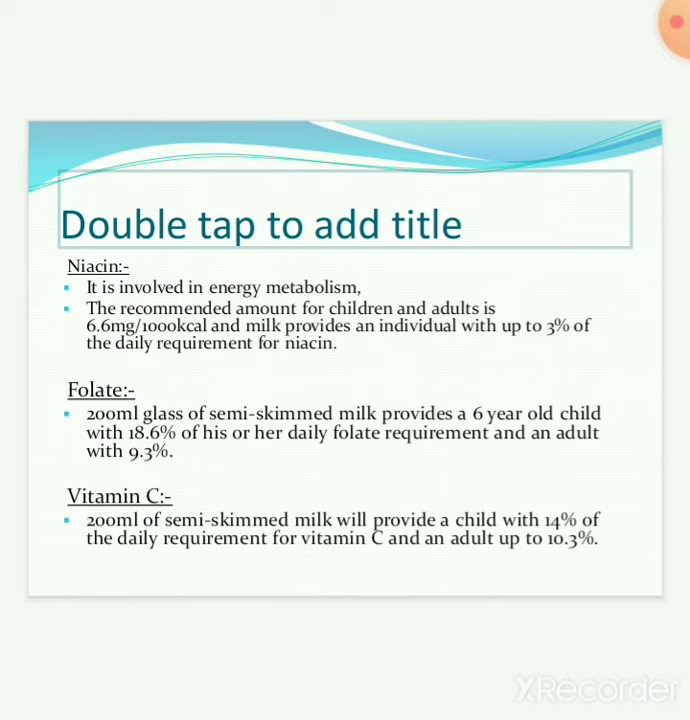 Double tap to add title
Niacin:-
It is involved in energy metabolism,
The recommended amount for children and adults is
6.6mg/1000kcal and milk provides an individual with up to 3% of
the daily requirement for niacin.
Folate:-
200ml glass of semi-skimmed milk provides a 6 year old child
with 18.6% of his or her daily folate requirement and an adult
with 9.3%.
Vitamin C:-
200ml of semi-skimmed milk will provide a child with 14% of
the daily requirement for vitamin C and an adult up to 10.3%.
XRecorder